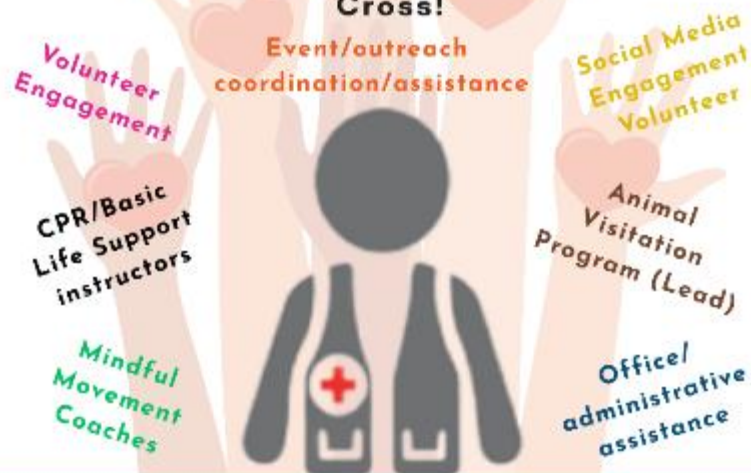 Cross!
Event/outreach
coordination/assistance
Volunteer
Engagement
Social Media
Engagement
Volunteer
CPR/Basic
Life Support
instructors
Animal
Visitation
Program (Lead)
Mindful
Movement
Coaches
Office/
administrative
assistance